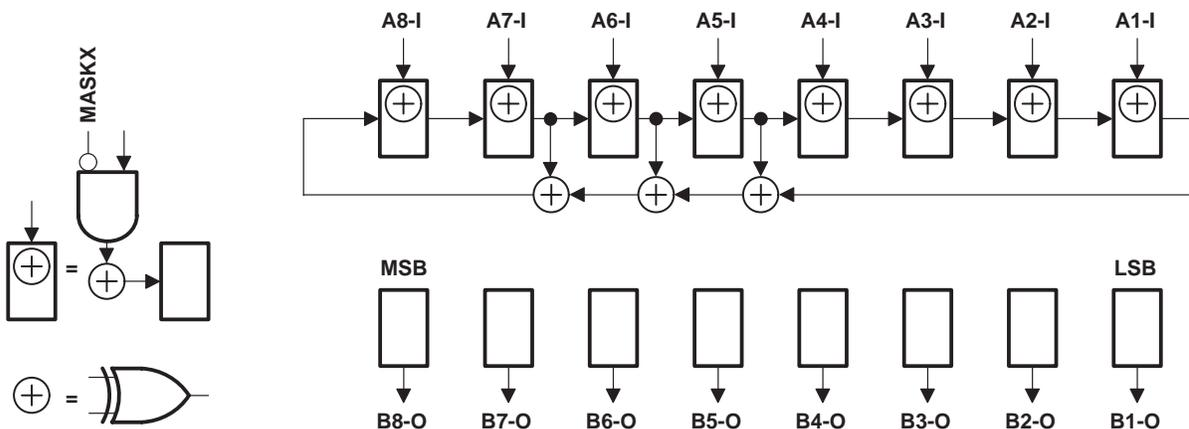 A8-I A7-I A6-I A5-I A4-I A3-I A2-I A1-I
MASKX
=
=
MSB LSB
B8-O B7-O B6-O B5-O B4-O B3-O B2-O B1-O